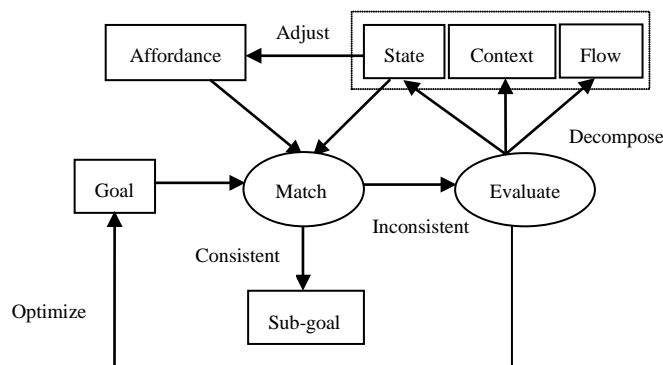 Adjust
Affordance
State
Context
Flow
Decompose
Goal
Match
Evaluate
Inconsistent
Consistent
Optimize
Sub-goal